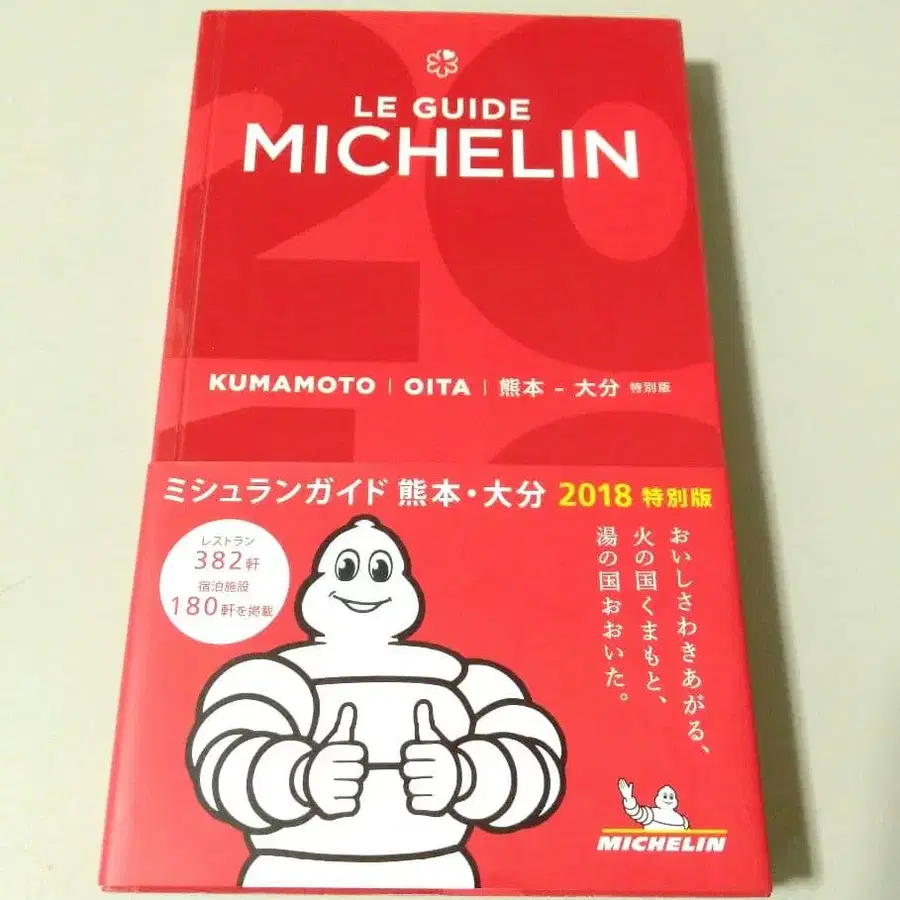 LE GUIDE
MICHELIN
KUMAMOTO | OITA | 熊本 - 大分 特別版
ミシュランガイド 熊本・大分 2018 特別版
レストラン
382軒
宿泊施設
180軒を掲載
おいしさわきあがる、
火の国くまもと、
湯の国おおいた。
MICHELIN